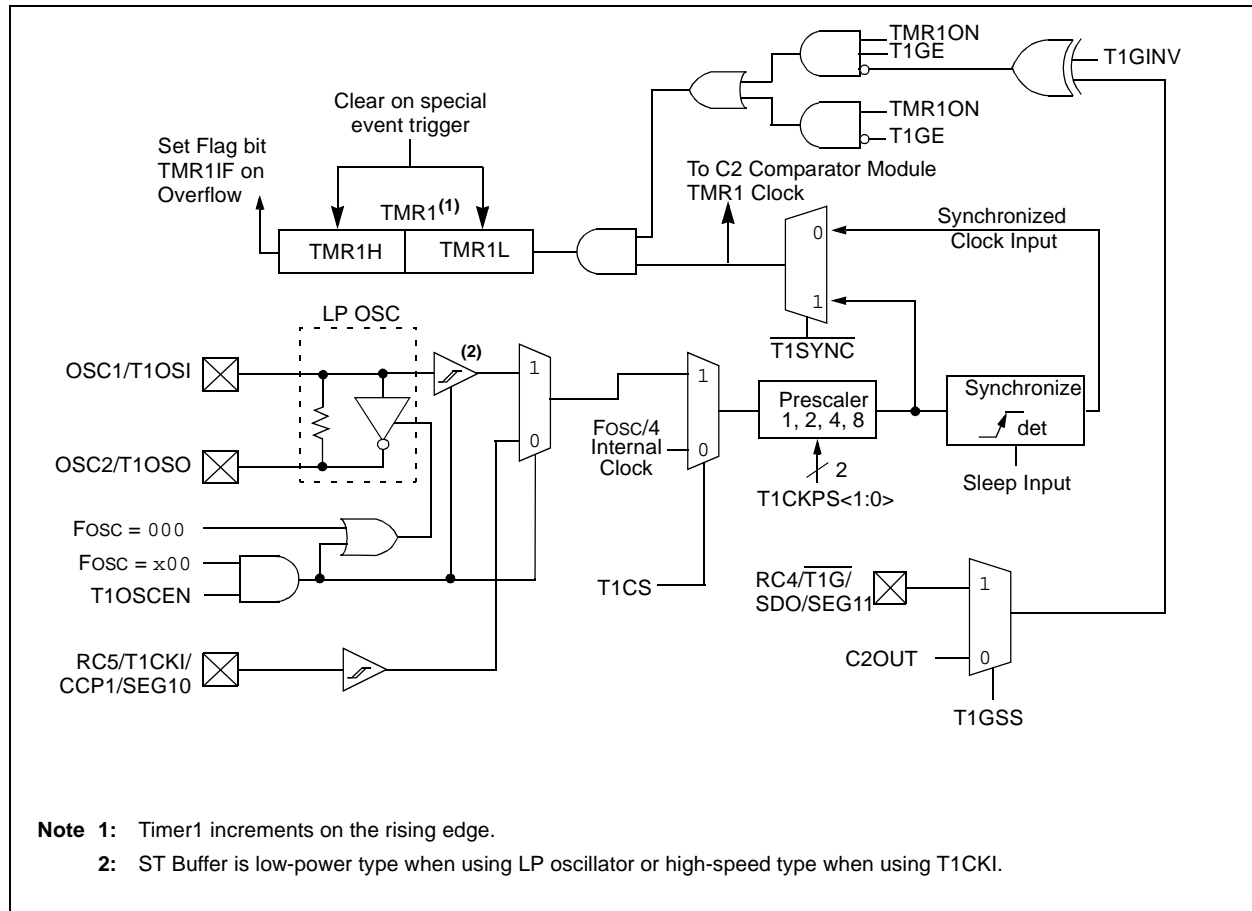 TMR1ON
T1GE
T1GINV
TMR1ON
T1GE
Clear on special
event trigger
Set Flag bit
TMR1IF on
Overflow
To C2 Comparator Module
TMR1 Clock
TMR1(1)
TMR1H
TMR1L
0
1
Synchronized
Clock Input
T1SYNC
LP OSC
OSC1/T1OSI
(2)
OSC2/T1OSO
1
0
FOSC/4
Internal
Clock
1
0
Prescaler
1, 2, 4, 8
2
T1CKPS<1:0>
Synchronize
det
Sleep Input
FOSC = 000
FOSC = x00
T1OSCEN
T1CS
RC4/T1G/
SDO/SEG11
1
0
C2OUT
T1GSS
RC5/T1CKI/
CCP1/SEG10
Note 1: Timer1 increments on the rising edge.
2: ST Buffer is low-power type when using LP oscillator or high-speed type when using T1CKI.